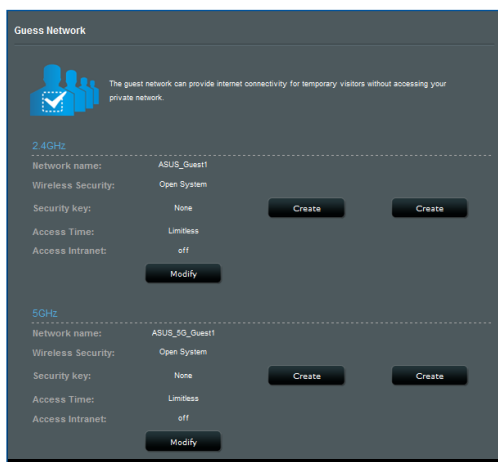 Guess Network
The guest network can provide internet connectivity for temporary visitors without accessing your
private network.
2.4GHz
Network name: ASUS_Guest1
Wireless Security: Open System
Security key: None Create Create
Access Time: Limitless
Access Intranet: off
Modify
5GHz
Network name: ASUS_5G_Guest1
Wireless Security: Open System
Security key: None Create Create
Access Time: Limitless
Access Intranet: off
Modify